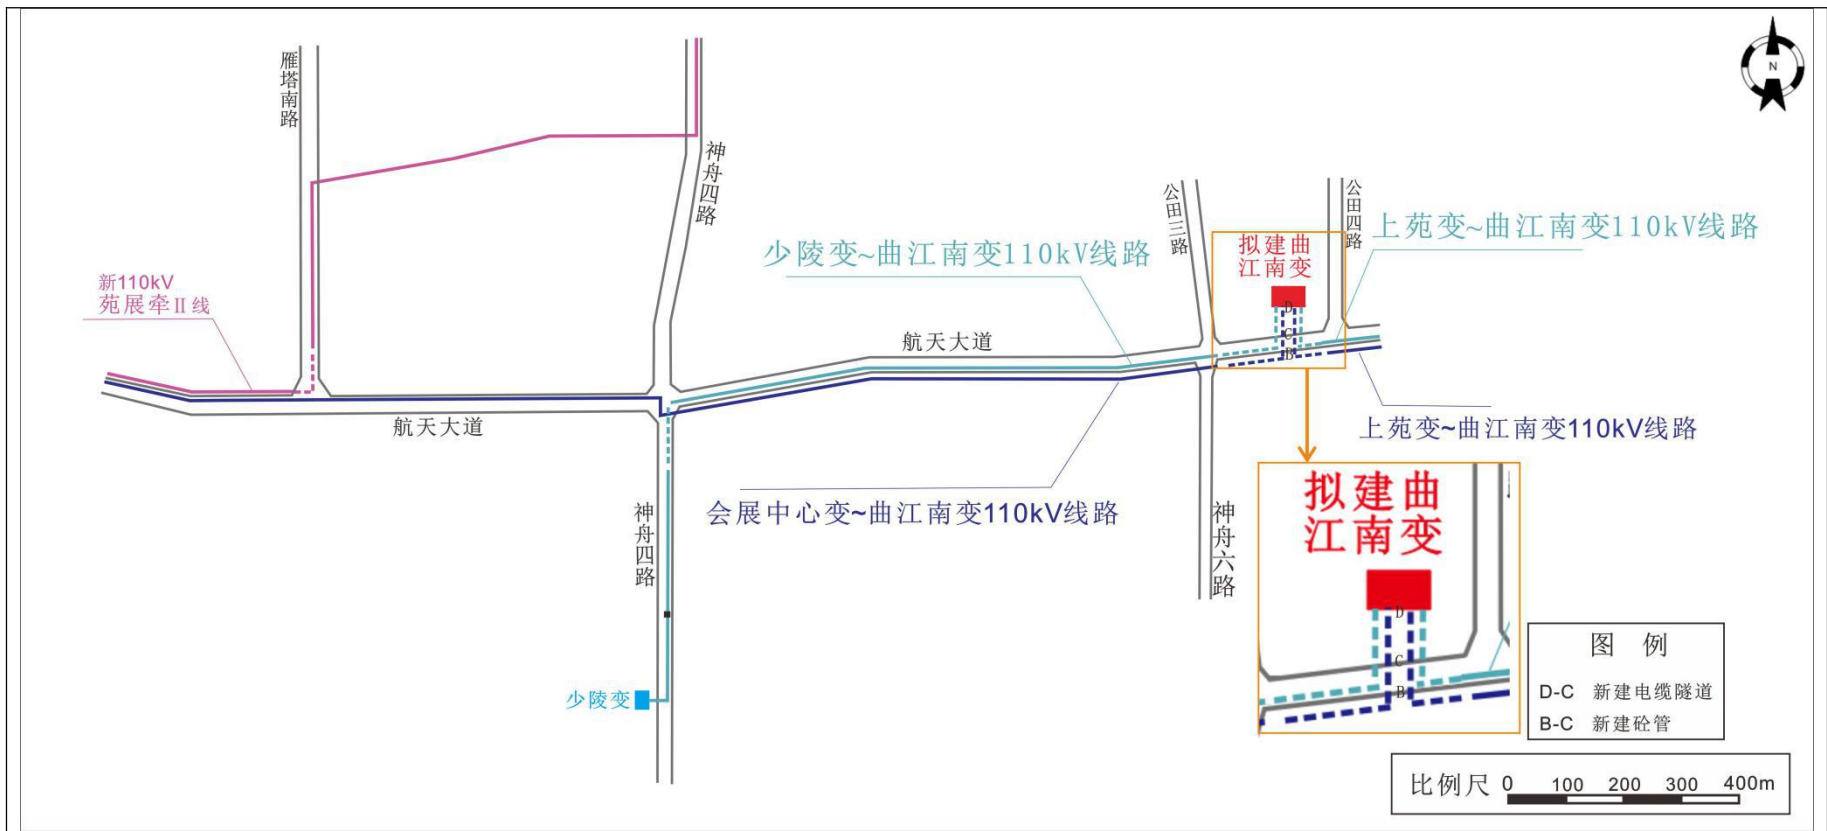 N
雁塔南路
神舟四路
公田三路
公田四路
上苑变~曲江南变110kV线路
少陵变~曲江南变110kV线路
拟建曲
江南变
新110kV
苑展牵Ⅱ线
D
C
B
航天大道
航天大道
上苑变~曲江南变110kV线路
会展中心变~曲江南变110kV线路
神舟四路
神舟六路
拟建曲
江南变
D
C
B
少陵变
图 例
D-C 新建电缆隧道
B-C 新建砼管
比例尺 0 100 200 300 400m